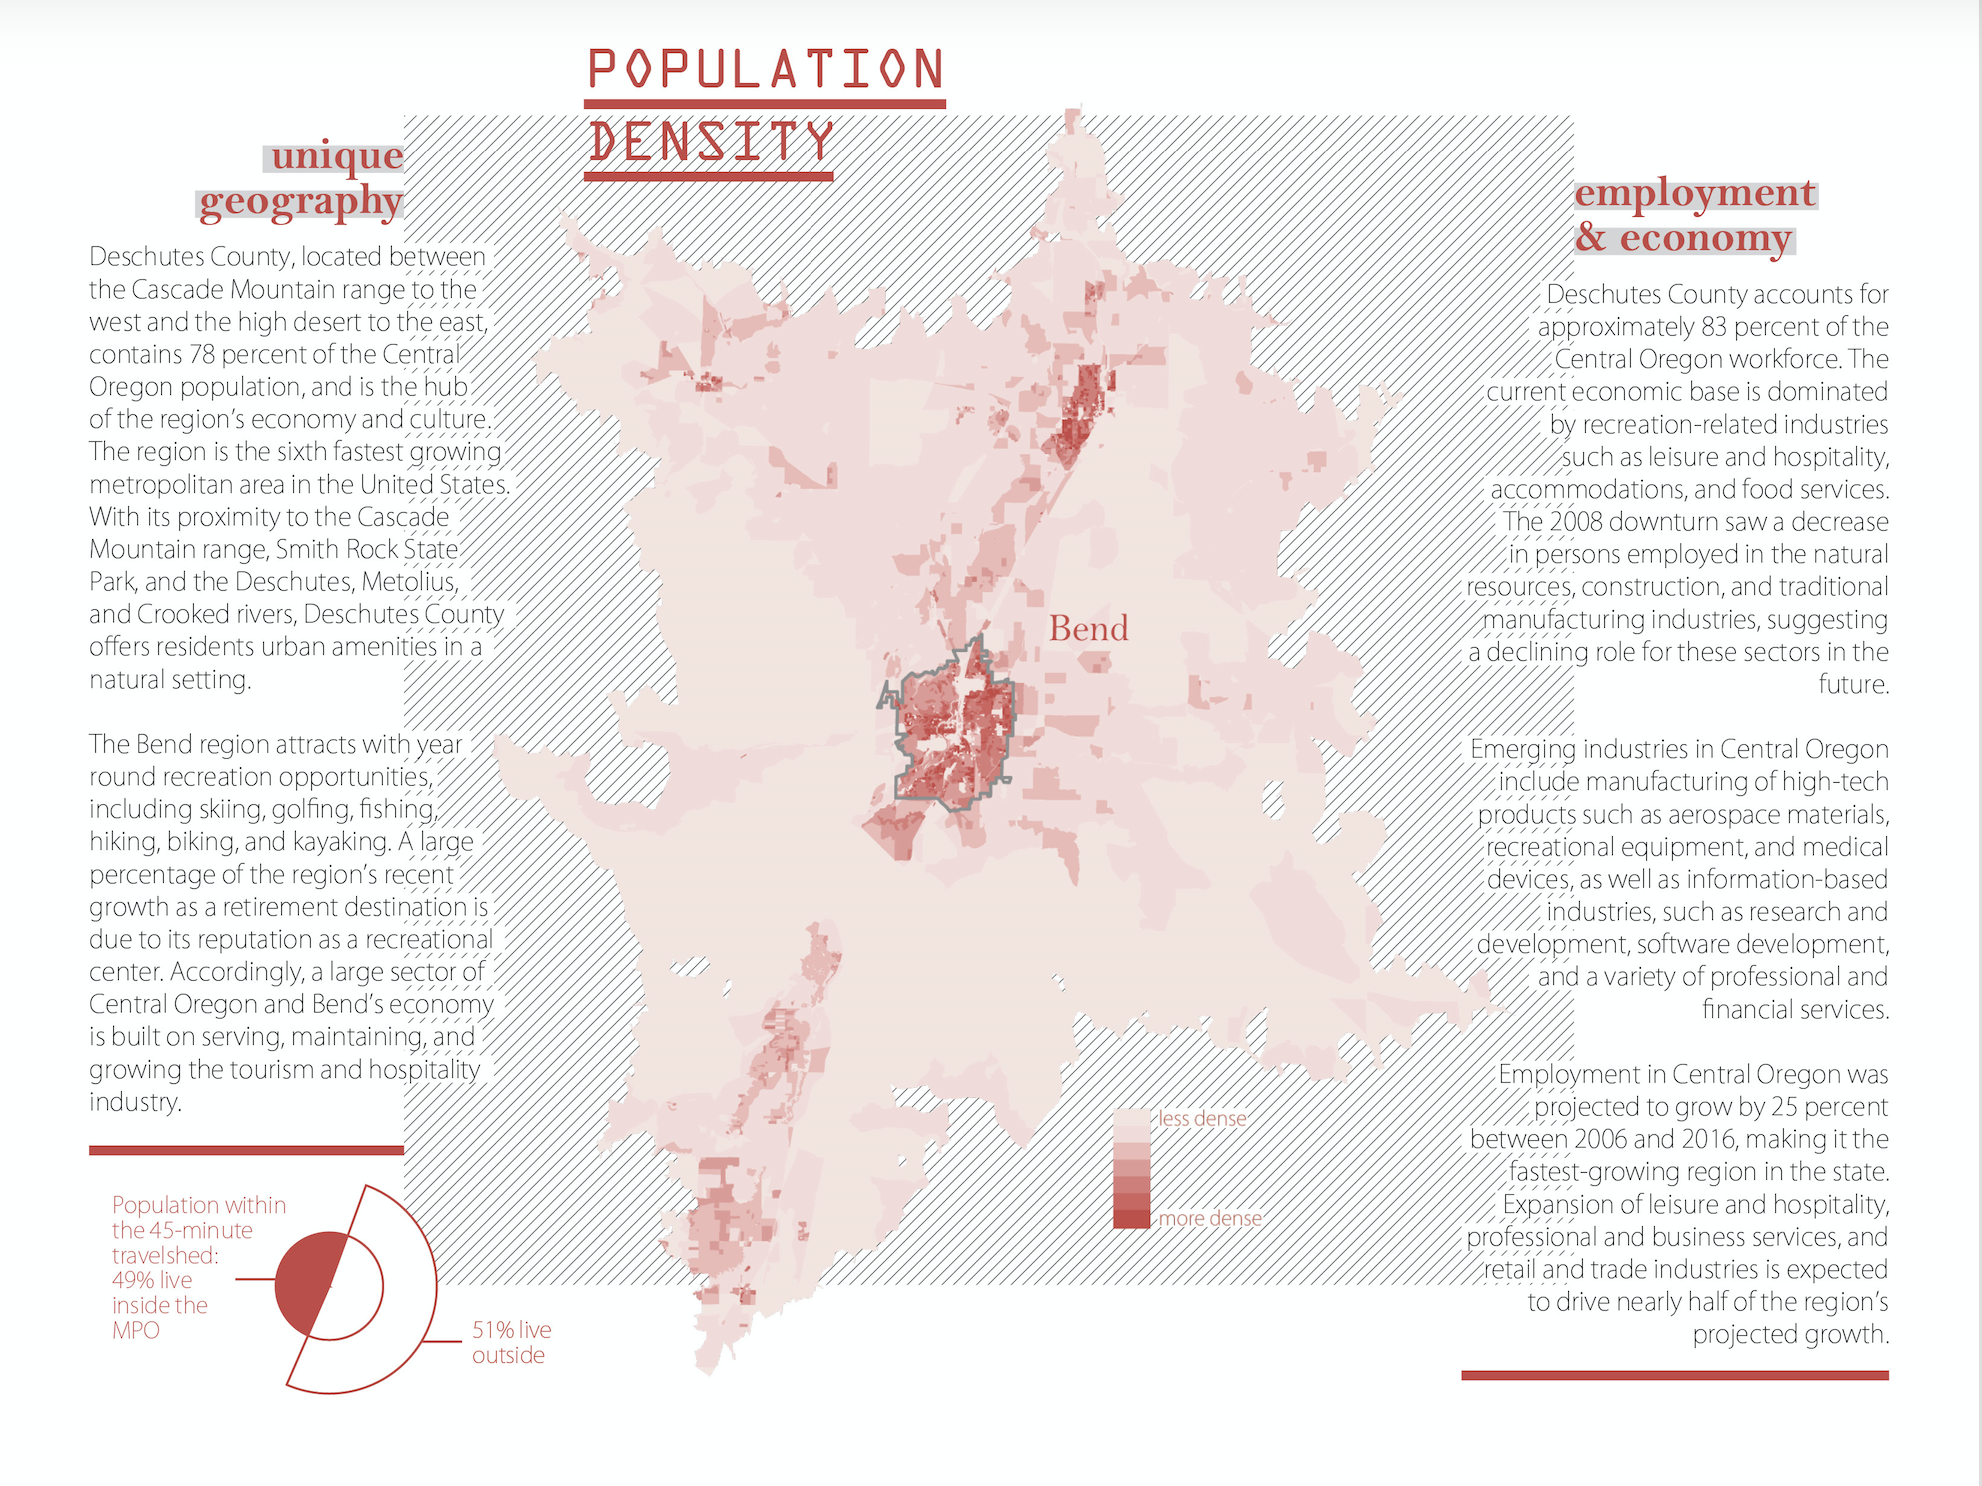 POPULATION
DENSITY
unique
geography
Deschutes County, located between
the Cascade Mountain range to the
west and the high desert to the east,
contains 78 percent of the Central
Oregon population, and is the hub
of the region's economy and culture.
The region is the sixth fastest growing
metropolitan area in the United States.
With its proximity to the Cascade
Mountain range, Smith Rock State
Park, and the Deschutes, Metolius,
and Crooked rivers, Deschutes County
offers residents urban amenities in a
natural setting.
The Bend region attracts with year
round recreation opportunities,
including skiing, golfing, fishing,
hiking, biking, and kayaking. A large
percentage of the region's recent
growth as a retirement destination is
due to its reputation as a recreational
center. Accordingly, a large sector of
Central Oregon and Bend's economy
is built on serving, maintaining, and
growing the tourism and hospitality
industry.
Population within
the 45-minute
travelshed:
49% live
inside the
MPO
51% live
outside
Bend
less dense
more dense
employment
& economy
Deschutes County accounts for
approximately 83 percent of the
Central Oregon workforce. The
current economic base is dominated
by recreation-related industries
such as leisure and hospitality,
accommodations, and food services.
The 2008 downturn saw a decrease
in persons employed in the natural
resources, construction, and traditional
manufacturing industries, suggesting
a declining role for these sectors in the
future.
Emerging industries in Central Oregon
include manufacturing of high-tech
products such as aerospace materials,
recreational equipment, and medical
devices, as well as information-based
industries, such as research and
development, software development,
and a variety of professional and
financial services.
Employment in Central Oregon was
projected to grow by 25 percent
between 2006 and 2016, making it the
fastest-growing region in the state.
Expansion of leisure and hospitality,
professional and business services, and
retail and trade industries is expected
to drive nearly half of the region's
projected growth.